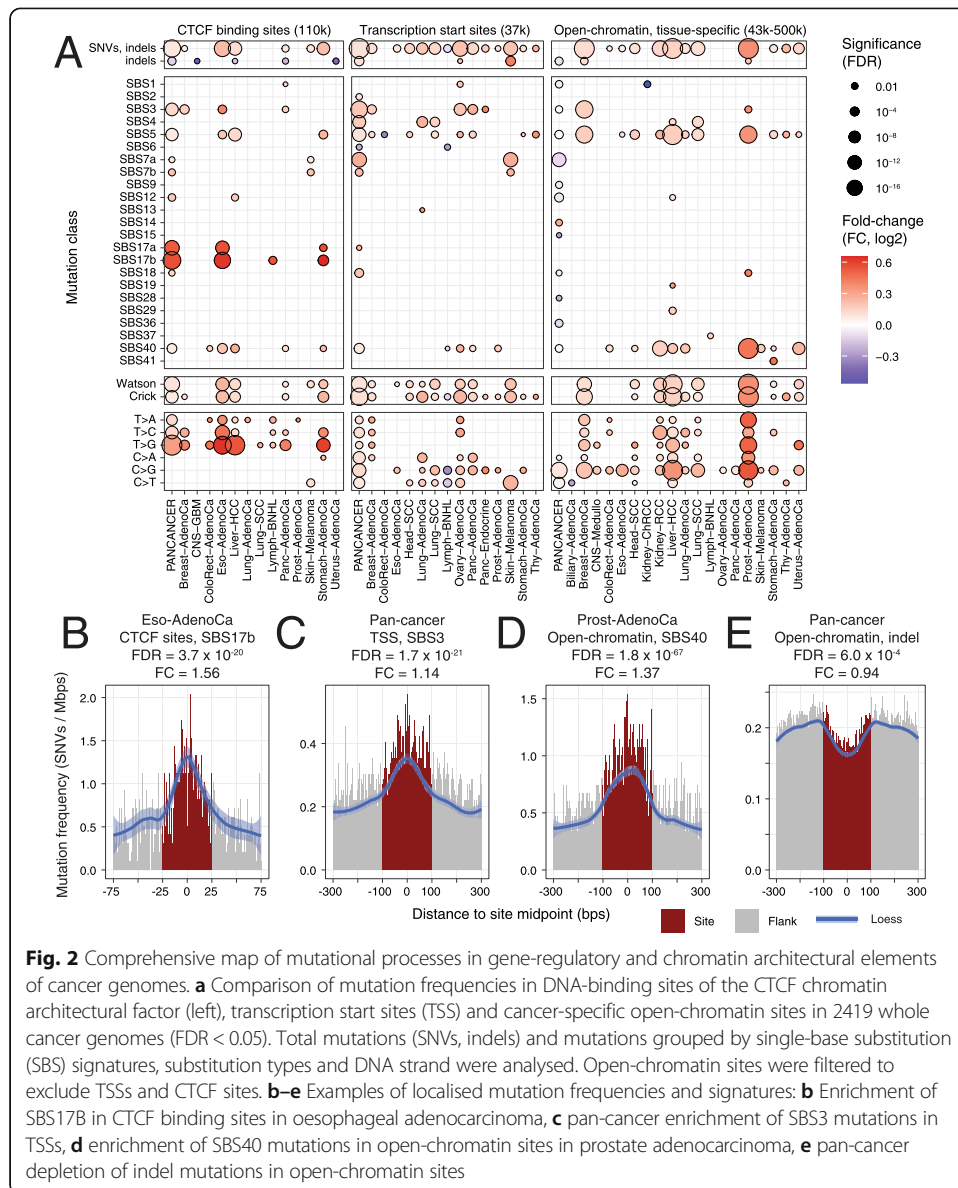 A
CTCF binding sites (110k)
Transcription start sites (37k)
Open-chromatin, tissue-specific (43k-500k)
Mutation class
SNVs, indels
indels
SBS1
SBS2
SBS3
SBS4
SBS5
SBS6
SBS7a
SBS7b
SBS9
SBS12
SBS13
SBS14
SBS15
SBS17a
SBS17b
SBS18
SBS19
SBS28
SBS29
SBS36
SBS37
SBS40
SBS41
Watson
Crick
T>A
T>C
T>G
C>A
C>G
C>T
PANCANCER
Breast−AdenoCa
CNS−GBM
ColoRect−AdenoCa
Eso−AdenoCa
Liver−HCC
Lung−AdenoCa
Lung−SCC
Lymph−BNHL
Panc−AdenoCa
Prost−AdenoCa
Skin−Melanoma
Stomach−AdenoCa
Uterus−AdenoCa
PANCANCER
Breast−AdenoCa
ColoRect−AdenoCa
Eso−AdenoCa
Head−SCC
Lung−AdenoCa
Lung−SCC
Lymph−BNHL
Ovary−AdenoCa
Panc−AdenoCa
Panc−Endocrine
Prost−AdenoCa
Skin−Melanoma
Stomach−AdenoCa
Thy−AdenoCa
PANCANCER
Biliary−AdenoCa
Breast−AdenoCa
CNS−Medullo
ColoRect−AdenoCa
Eso−AdenoCa
Head−SCC
Kidney−ChRCC
Kidney−RCC
Liver−HCC
Lung−AdenoCa
Lung−SCC
Lymph−BNHL
Ovary−AdenoCa
Panc−AdenoCa
Prost−AdenoCa
Skin−Melanoma
Stomach−AdenoCa
Thy−AdenoCa
Uterus−AdenoCa
Significance
(FDR)
0.01
10⁻⁴
10⁻⁸
10⁻¹²
10⁻¹⁶
Fold-change
(FC, log2)
0.6
0.3
0.0
−0.3
B
Eso-AdenoCa
CTCF sites, SBS17b
FDR = 3.7 x 10⁻²⁰
FC = 1.56
Mutation frequency (SNVs / Mbps)
2.0
1.5
1.0
0.5
0.0
-75
-25
0
25
75
C
Pan-cancer
TSS, SBS3
FDR = 1.7 x 10⁻²¹
FC = 1.14
0.4
0.2
0.0
-300
-100
0
100
300
D
Prost-AdenoCa
Open-chromatin, SBS40
FDR = 1.8 x 10⁻⁶⁷
FC = 1.37
1.5
1.0
0.5
0.0
-300
-100
0
100
300
E
Pan-cancer
Open-chromatin, indel
FDR = 6.0 x 10⁻⁴
FC = 0.94
0.2
0.1
0.0
-300
-100
0
100
300
Distance to site midpoint (bps)
Site
Flank
Loess
Fig. 2 Comprehensive map of mutational processes in gene-regulatory and chromatin architectural elements
of cancer genomes. a Comparison of mutation frequencies in DNA-binding sites of the CTCF chromatin
architectural factor (left), transcription start sites (TSS) and cancer-specific open-chromatin sites in 2419 whole
cancer genomes (FDR < 0.05). Total mutations (SNVs, indels) and mutations grouped by single-base substitution
(SBS) signatures, substitution types and DNA strand were analysed. Open-chromatin sites were filtered to
exclude TSSs and CTCF sites. b–e Examples of localised mutation frequencies and signatures: b Enrichment of
SBS17B in CTCF binding sites in oesophageal adenocarcinoma, c pan-cancer enrichment of SBS3 mutations in
TSSs, d enrichment of SBS40 mutations in open-chromatin sites in prostate adenocarcinoma, e pan-cancer
depletion of indel mutations in open-chromatin sites